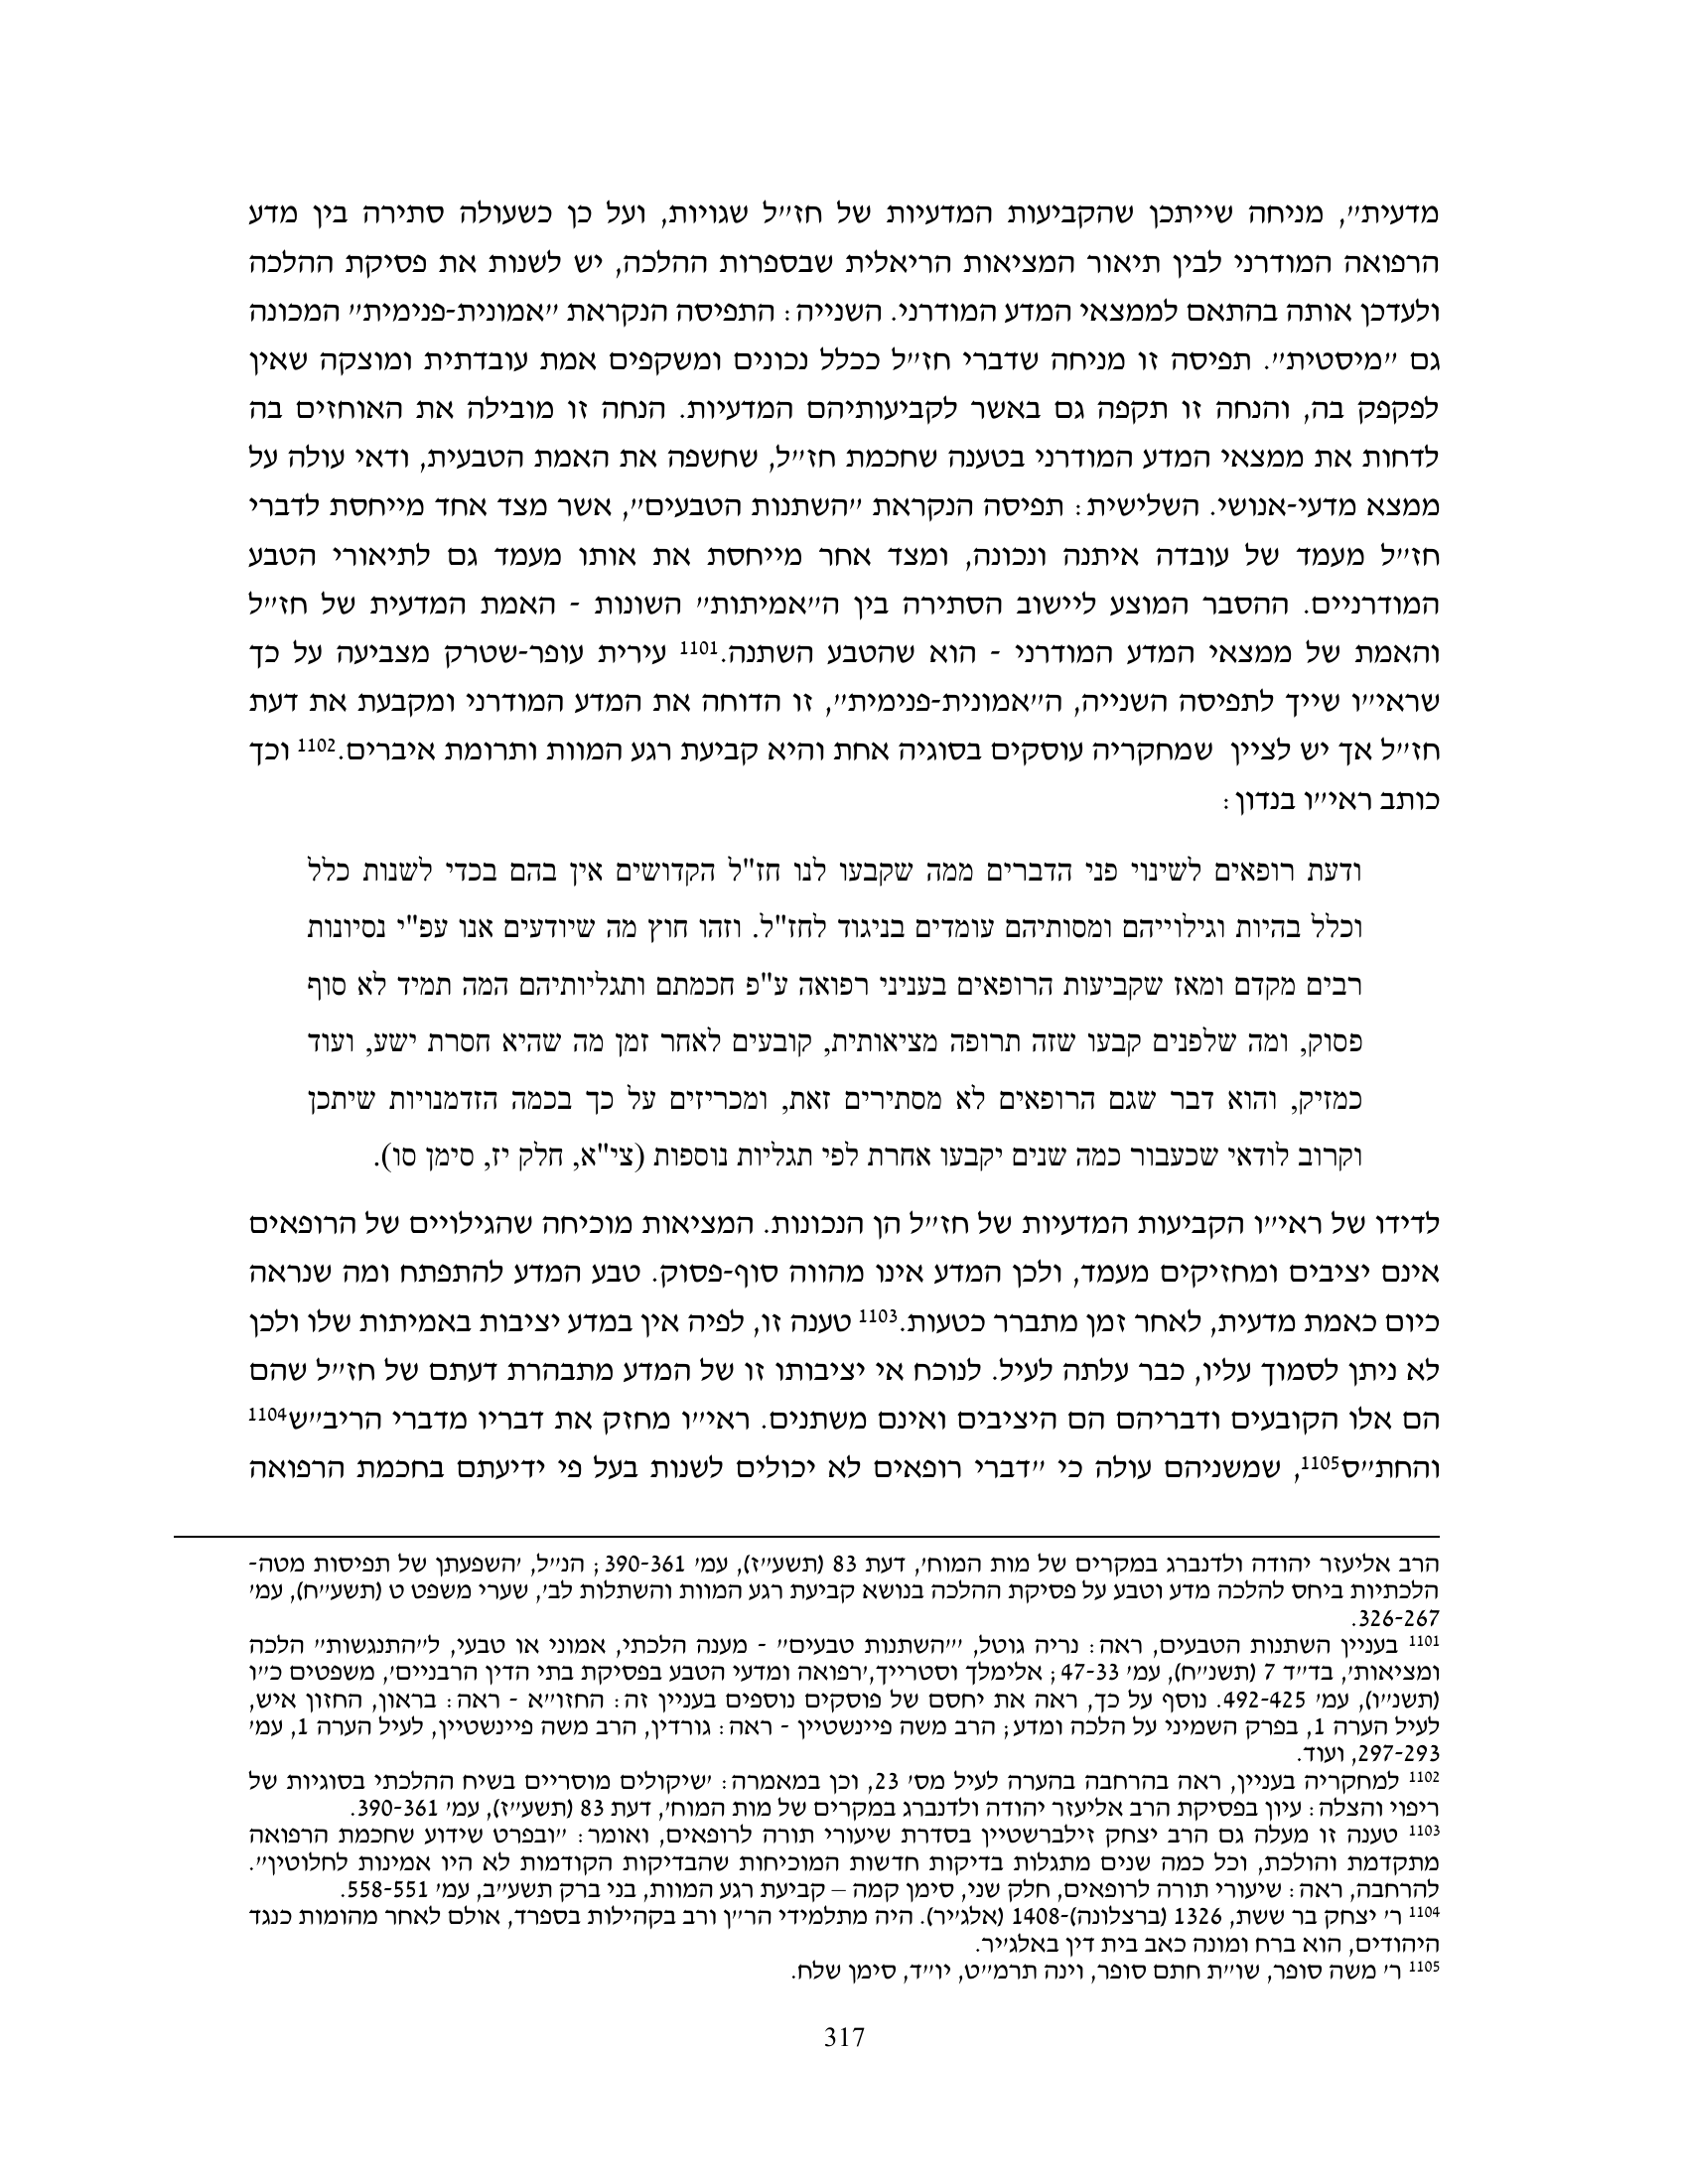 מדעית״, מניחה שייתכן שהקביעות המדעיות של חז״ל שגויות, ועל כן כשעולה סתירה בין מדע
הרפואה המודרני לבין תיאור המציאות הריאלית שבספרות ההלכה, יש לשנות את פסיקת ההלכה
ולעדכן אותה בהתאם לממצאי המדע המודרני. השנייה: התפיסה הנקראת ״אמונית-פנימית״ המכונה
גם ״מיסטית״. תפיסה זו מניחה שדברי חז״ל ככלל נכונים ומשקפים אמת עובדתית ומוצקה שאין
לפקפק בה, והנחה זו תקפה גם באשר לקביעותיהם המדעיות. הנחה זו מובילה את האוחזים בה
לדחות את ממצאי המדע המודרני בטענה שחכמת חז״ל, שחשפה את האמת הטבעית, ודאי עולה על
ממצא מדעי-אנושי. השלישית: תפיסה הנקראת ״השתנות הטבעים״, אשר מצד אחד מייחסת לדברי
חז״ל מעמד של עובדה איתנה ונכונה, ומצד אחר מייחסת את אותו מעמד גם לתיאורי הטבע
המודרניים. ההסבר המוצע ליישוב הסתירה בין ה״אמיתות״ השונות - האמת המדעית של חז״ל
והאמת של ממצאי המדע המודרני - הוא שהטבע השתנה.1101 עירית עופר-שטרק מצביעה על כך
שראי״ו שייך לתפיסה השנייה, ה״אמונית-פנימית״, זו הדוחה את המדע המודרני ומקבעת את דעת
חז״ל אך יש לציין שמחקריה עוסקים בסוגיה אחת והיא קביעת רגע המוות ותרומת איברים.1102 וכך
כותב ראי״ו בנדון:
ודעת רופאים לשינוי פני הדברים ממה שקבעו לנו חז"ל הקדושים אין בהם בכדי לשנות כלל
וכלל בהיות וגילוייהם ומסותיהם עומדים בניגוד לחז"ל. וזהו חוץ מה שיודעים אנו עפ"י נסיונות
רבים מקדם ומאז שקביעות הרופאים בעניני רפואה ע"פ חכמתם ותגליותיהם המה תמיד לא סוף
פסוק, ומה שלפנים קבעו שזה תרופה מציאותית, קובעים לאחר זמן מה שהיא חסרת ישע, ועוד
כמזיק, והוא דבר שגם הרופאים לא מסתירים זאת, ומכריזים על כך בכמה הזדמנויות שיתכן
וקרוב לודאי שכעבור כמה שנים יקבעו אחרת לפי תגליות נוספות (צי"א, חלק יז, סימן סו).
לדידו של ראי״ו הקביעות המדעיות של חז״ל הן הנכונות. המציאות מוכיחה שהגילויים של הרופאים
אינם יציבים ומחזיקים מעמד, ולכן המדע אינו מהווה סוף-פסוק. טבע המדע להתפתח ומה שנראה
כיום כאמת מדעית, לאחר זמן מתברר כטעות.1103 טענה זו, לפיה אין במדע יציבות באמיתות שלו ולכן
לא ניתן לסמוך עליו, כבר עלתה לעיל. לנוכח אי יציבותו זו של המדע מתבהרת דעתם של חז״ל שהם
הם אלו הקובעים ודבריהם הם היציבים ואינם משתנים. ראי״ו מחזק את דבריו מדברי הריב״ש1104
והחת״ס1105, שמשניהם עולה כי ״דברי רופאים לא יכולים לשנות בעל פי ידיעתם בחכמת הרפואה
הרב אליעזר יהודה ולדנברג במקרים של מות המוח׳, דעת 83 (תשע״ז), עמ׳ 390-361; הנ״ל, ׳השפעתן של תפיסות מטה-
הלכתיות ביחס להלכה מדע וטבע על פסיקת ההלכה בנושא קביעת רגע המוות והשתלות לב׳, שערי משפט ט (תשע״ח), עמ׳
326-267.
1101 בעניין השתנות הטבעים, ראה: נריה גוטל, ׳״השתנות טבעים״ - מענה הלכתי, אמוני או טבעי, ל״התנגשות״ הלכה
ומציאות׳, בד״ד 7 (תשנ״ח), עמ׳ 47-33; אלימלך וסטרייך,׳רפואה ומדעי הטבע בפסיקת בתי הדין הרבניים׳, משפטים כ״ו
(תשנ״ו), עמ׳ 492-425. נוסף על כך, ראה את יחסם של פוסקים נוספים בעניין זה: החזו״א - ראה: בראון, החזון איש,
לעיל הערה 1, בפרק השמיני על הלכה ומדע; הרב משה פיינשטיין - ראה: גורדין, הרב משה פיינשטיין, לעיל הערה 1, עמ׳
297-293, ועוד.
1102 למחקריה בעניין, ראה בהרחבה בהערה לעיל מס׳ 23, וכן במאמרה: ׳שיקולים מוסריים בשיח ההלכתי בסוגיות של
ריפוי והצלה: עיון בפסיקת הרב אליעזר יהודה ולדנברג במקרים של מות המוח׳, דעת 83 (תשע״ז), עמ׳ 390-361.
1103 טענה זו מעלה גם הרב יצחק זילברשטיין בסדרת שיעורי תורה לרופאים, ואומר: ״ובפרט שידוע שחכמת הרפואה
מתקדמת והולכת, וכל כמה שנים מתגלות בדיקות חדשות המוכיחות שהבדיקות הקודמות לא היו אמינות לחלוטין״.
להרחבה, ראה: שיעורי תורה לרופאים, חלק שני, סימן קמה – קביעת רגע המוות, בני ברק תשע״ב, עמ׳ 558-551.
1104 ר׳ יצחק בר ששת, 1326 (ברצלונה)-1408 (אלג׳יר). היה מתלמידי הר״ן ורב בקהילות בספרד, אולם לאחר מהומות כנגד
היהודים, הוא ברח ומונה כאב בית דין באלג׳יר.
1105 ר׳ משה סופר, שו״ת חתם סופר, וינה תרמ״ט, יו״ד, סימן שלח.
317